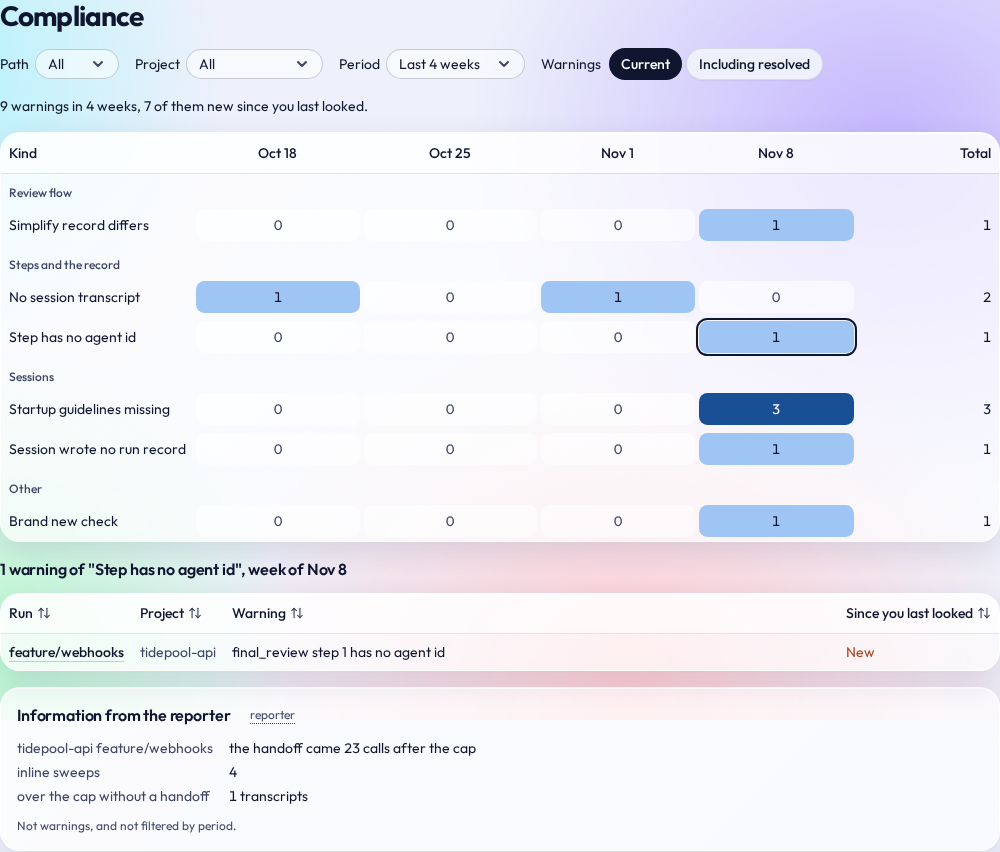 Compliance
Path All Project All Period Last 4 weeks Warnings Current Including resolved
9 warnings in 4 weeks, 7 of them new since you last looked.
Kind Oct 18 Oct 25 Nov 1 Nov 8 Total
Review flow
Simplify record differs 0 0 0 1 1
Steps and the record
No session transcript 1 0 1 0 2
Step has no agent id 0 0 0 1 1
Sessions
Startup guidelines missing 0 0 0 3 3
Session wrote no run record 0 0 0 1 1
Other
Brand new check 0 0 0 1 1
1 warning of "Step has no agent id", week of Nov 8
Run Project Warning Since you last looked
feature/webhooks tidepool-api final_review step 1 has no agent id New
Information from the reporter reporter
tidepool-api feature/webhooks the handoff came 23 calls after the cap
inline sweeps 4
over the cap without a handoff 1 transcripts
Not warnings, and not filtered by period.